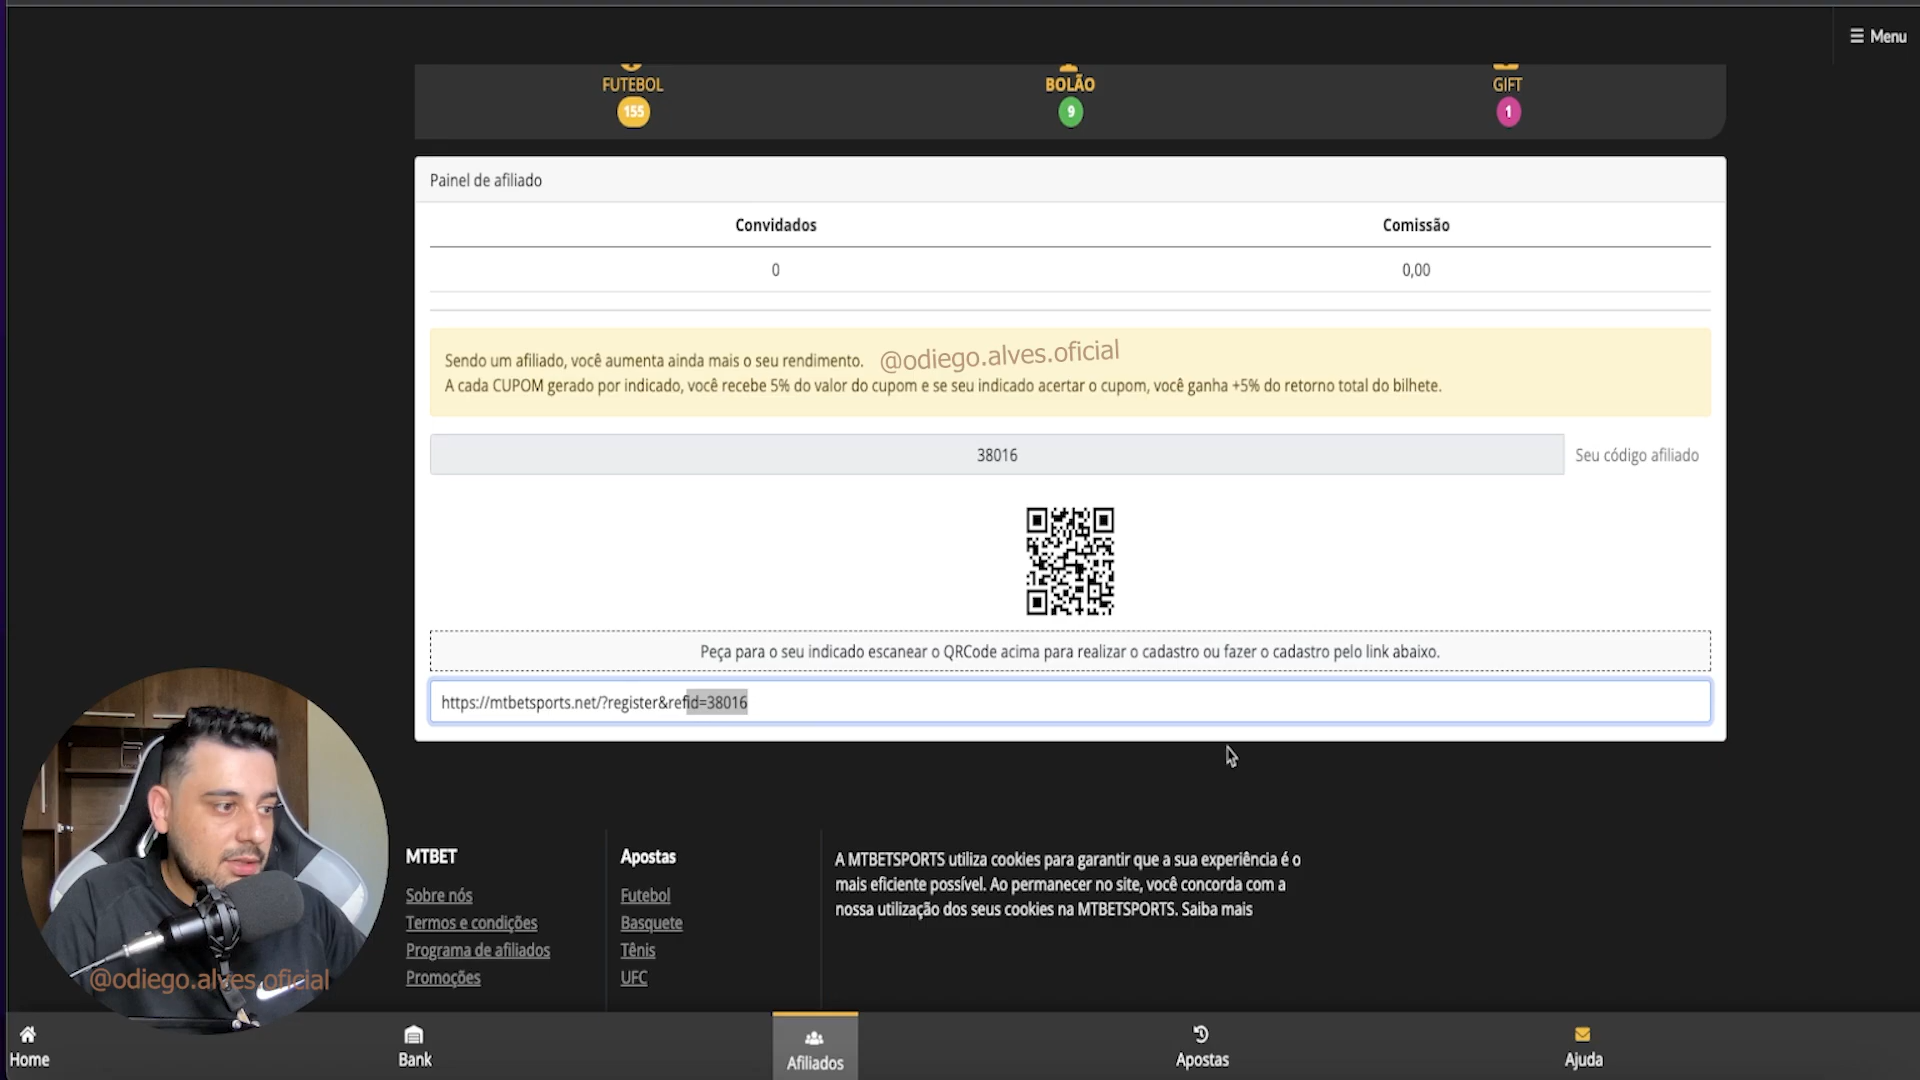 Menu
FUTEBOL
155
BOLÃO
9
GIFT
1
Painel de afiliado
Convidados
Comissão
0
0,00
Sendo um afiliado, você aumenta ainda mais o seu rendimento.
@odiego.alves.oficial
A cada CUPOM gerado por indicado, você recebe 5% do valor do cupom e se seu indicado acertar o cupom, você ganha +5% do retorno total do bilhete.
38016
Seu código afiliado
Peça para o seu indicado escanear o QRCode acima para realizar o cadastro ou fazer o cadastro pelo link abaixo.
https://mtbetsports.net/?register&refid=38016
MTBET
Sobre nós
Termos e condições
Programa de afiliados
Promoções
Apostas
Futebol
Basquete
Tênis
UFC
A MTBETSPORTS utiliza cookies para garantir que a sua experiência é o
mais eficiente possível. Ao permanecer no site, você concorda com a
nossa utilização dos seus cookies na MTBETSPORTS. Saiba mais
@odiego.alves.oficial
Home
Bank
Afiliados
Apostas
Ajuda